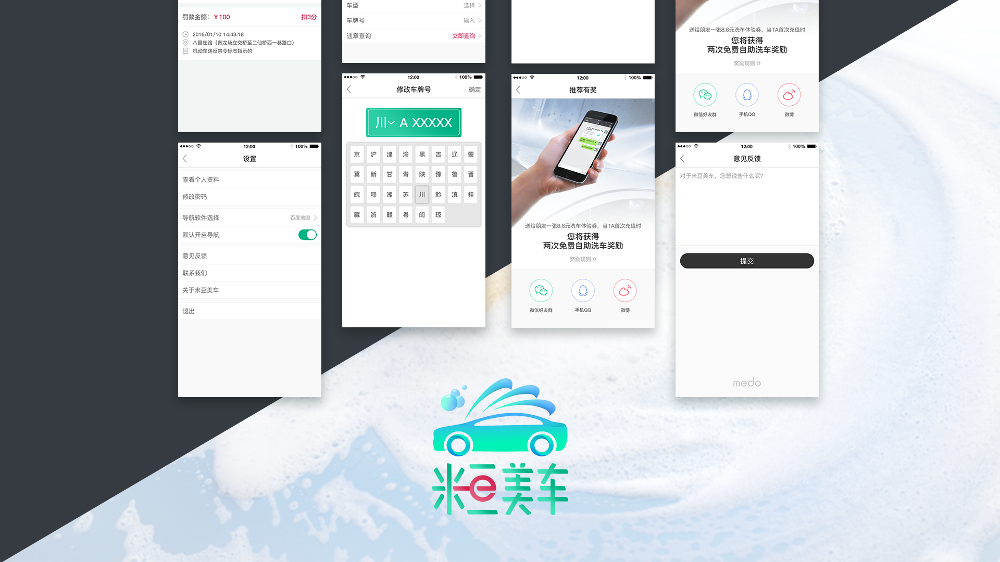 罚款金额：￥100 扣3分
2016/01/10 14:43:18
八里庄路（青龙场立交桥至二仙桥西一巷路口）
机动车违反禁令标志指示的
12:00 100%
设置
查看个人资料
修改密码
导航软件选择 百度地图
默认开启导航
意见反馈
联系我们
关于米豆美车
退出
车型 选择
车牌号 输入
违章查询 立即查询
12:00 100%
修改车牌号 确定
川 A XXXXX
京 沪 津 渝 黑 吉 辽 蒙
冀 新 甘 青 陕 豫 鲁 晋
皖 鄂 湘 苏 川 黔 滇 桂
藏 浙 赣 粤 闽 琼
12:00 100%
推荐有奖
送给朋友一张8.8元洗车体验券，当TA首次充值时
您将获得
两次免费自助洗车奖励
奖励规则
微信好友群 手机QQ 微博
送给朋友一张8.8元洗车体验券，当TA首次充值时
您将获得
两次免费自助洗车奖励
奖励规则
微信好友群 手机QQ 微博
12:00 100%
意见反馈
对于米豆美车，您想说些什么呢?
提交
medo
米豆美车